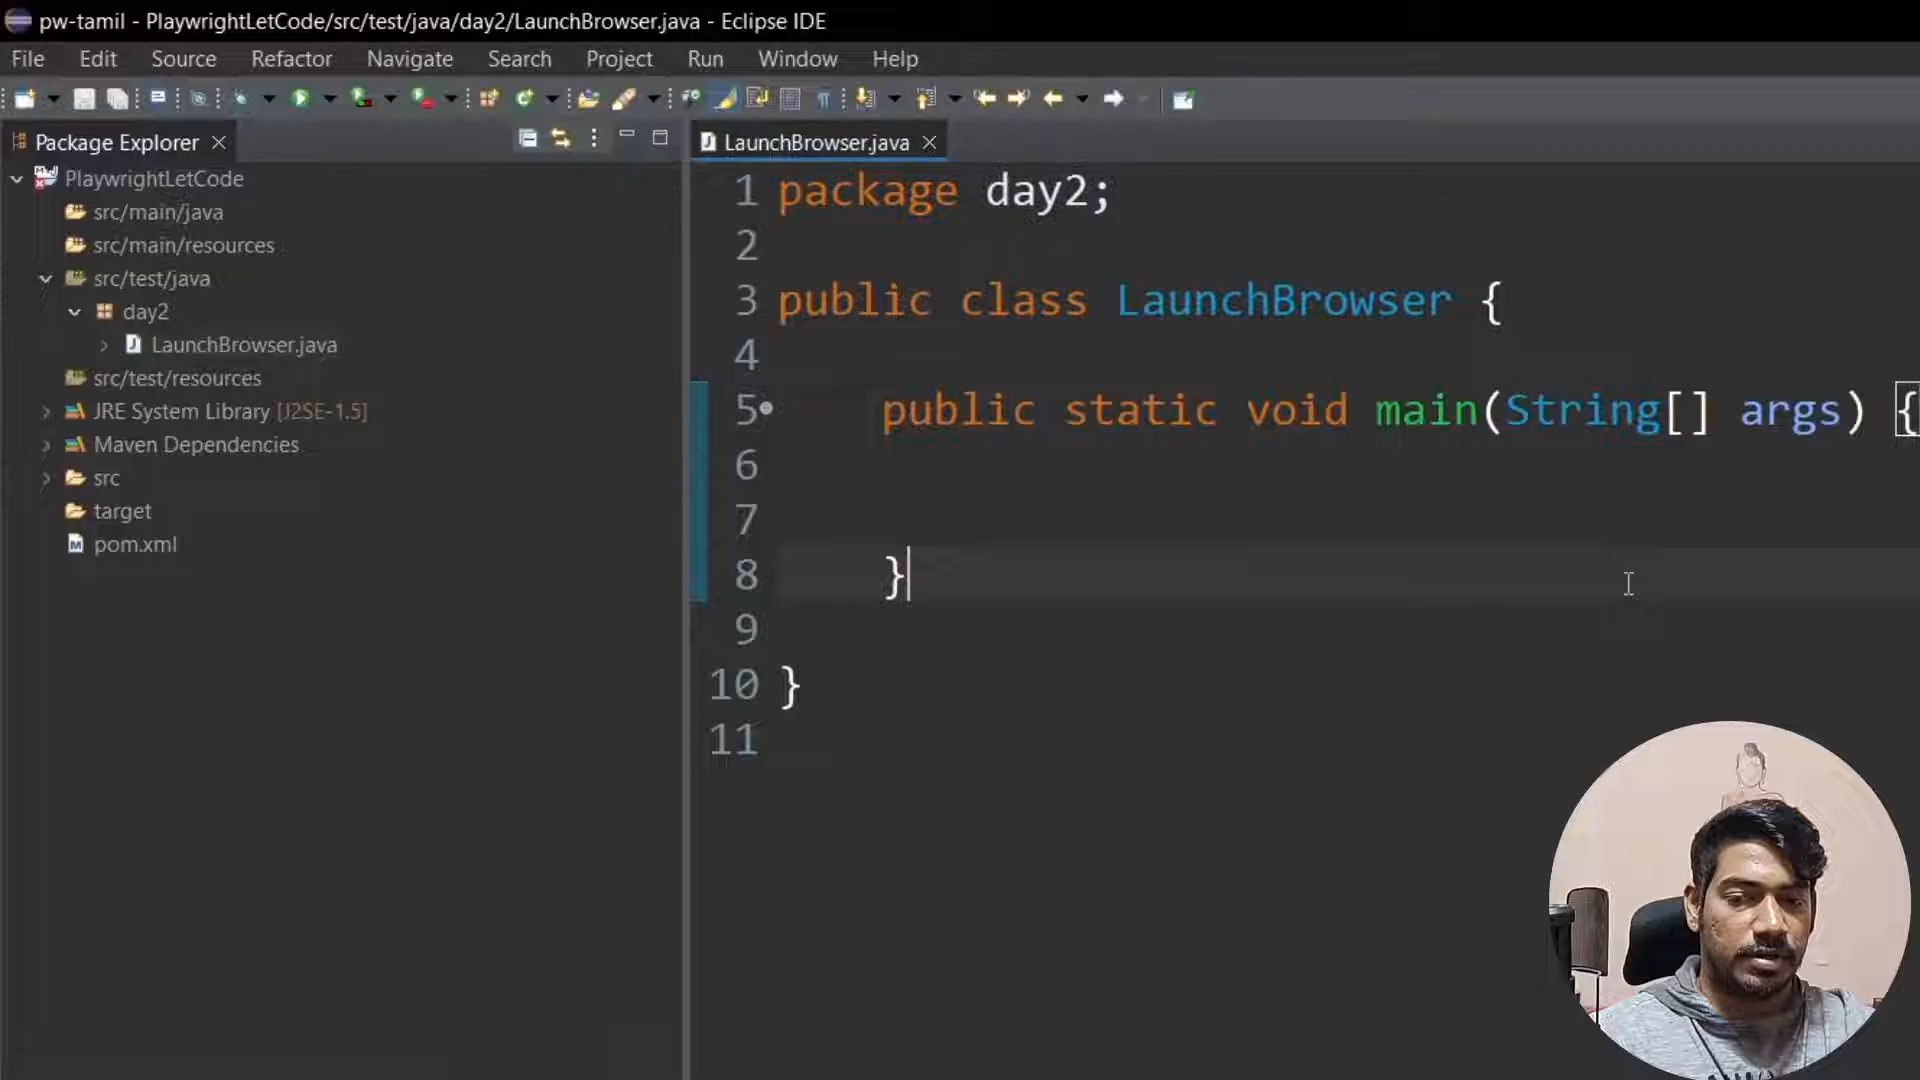 pw-tamil - PlaywrightLetCode/src/test/java/day2/LaunchBrowser.java - Eclipse IDE
File Edit Source Refactor Navigate Search Project Run Window Help
Package Explorer
PlaywrightLetCode
src/main/java
src/main/resources
src/test/java
day2
LaunchBrowser.java
src/test/resources
JRE System Library [J2SE-1.5]
Maven Dependencies
src
target
pom.xml
LaunchBrowser.java
1 package day2;
2
3 public class LaunchBrowser {
4
5 public static void main(String[] args) {
6
7
8 }
9
10 }
11